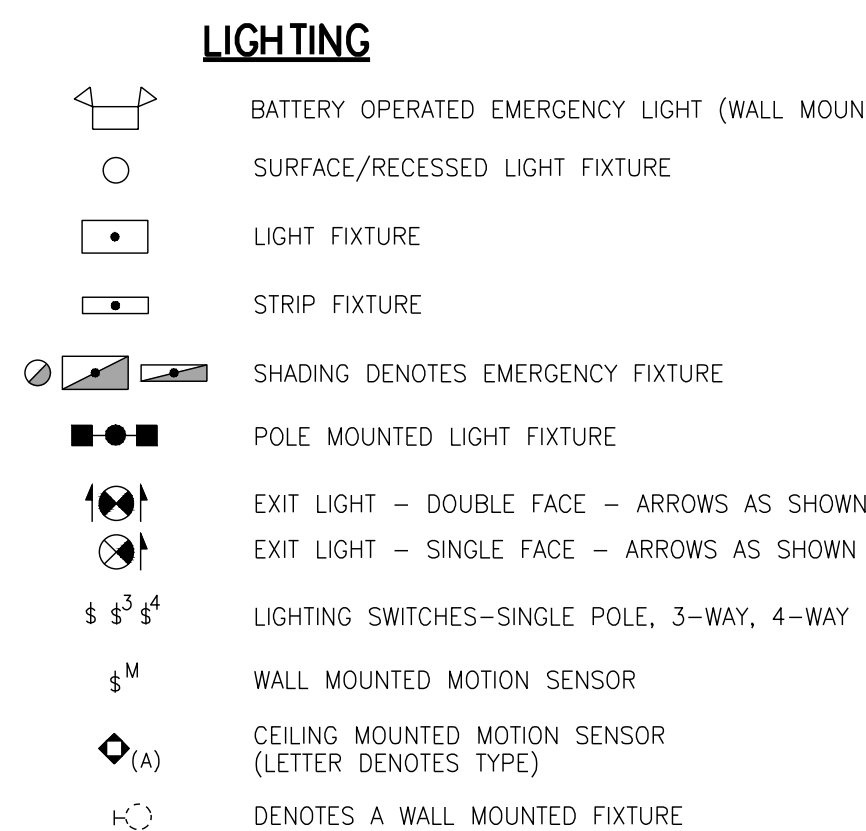 LIGHTING
BATTERY OPERATED EMERGENCY LIGHT (WALL MOUN
SURFACE/RECESSED LIGHT FIXTURE
LIGHT FIXTURE
STRIP FIXTURE
SHADING DENOTES EMERGENCY FIXTURE
POLE MOUNTED LIGHT FIXTURE
EXIT LIGHT – DOUBLE FACE – ARROWS AS SHOWN
EXIT LIGHT – SINGLE FACE – ARROWS AS SHOWN
$ $3 $4 LIGHTING SWITCHES–SINGLE POLE, 3–WAY, 4–WAY
$M WALL MOUNTED MOTION SENSOR
CEILING MOUNTED MOTION SENSOR
(A) (LETTER DENOTES TYPE)
DENOTES A WALL MOUNTED FIXTURE